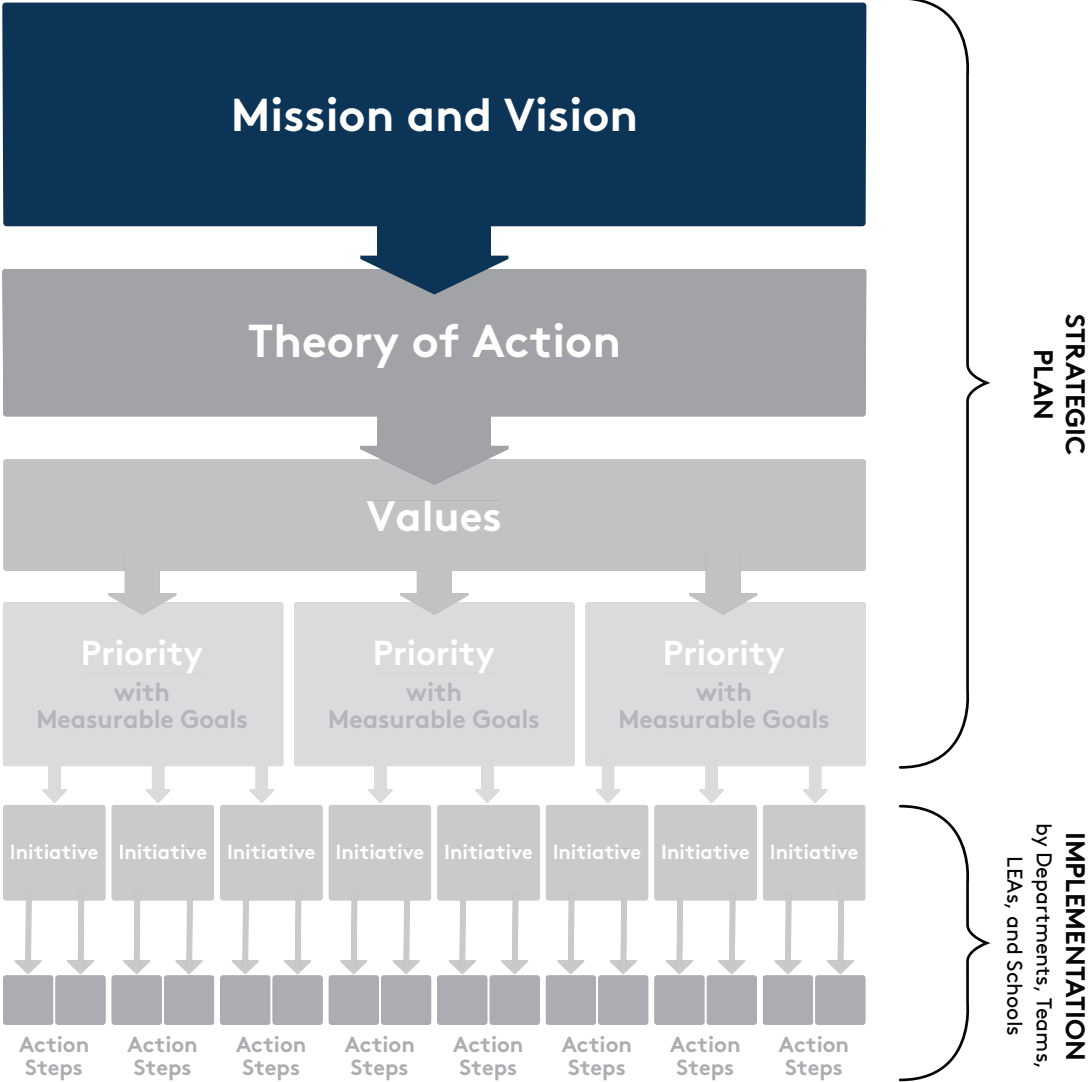 Mission and Vision
Theory of Action
Values
Priority
with
Measurable Goals
Priority
with
Measurable Goals
Priority
with
Measurable Goals
Initiative
Initiative
Initiative
Initiative
Initiative
Initiative
Initiative
Initiative
Action
Steps
Action
Steps
Action
Steps
Action
Steps
Action
Steps
Action
Steps
Action
Steps
Action
Steps
STRATEGIC
PLAN
IMPLEMENTATION
by Departments, Teams,
LEAs, and Schools